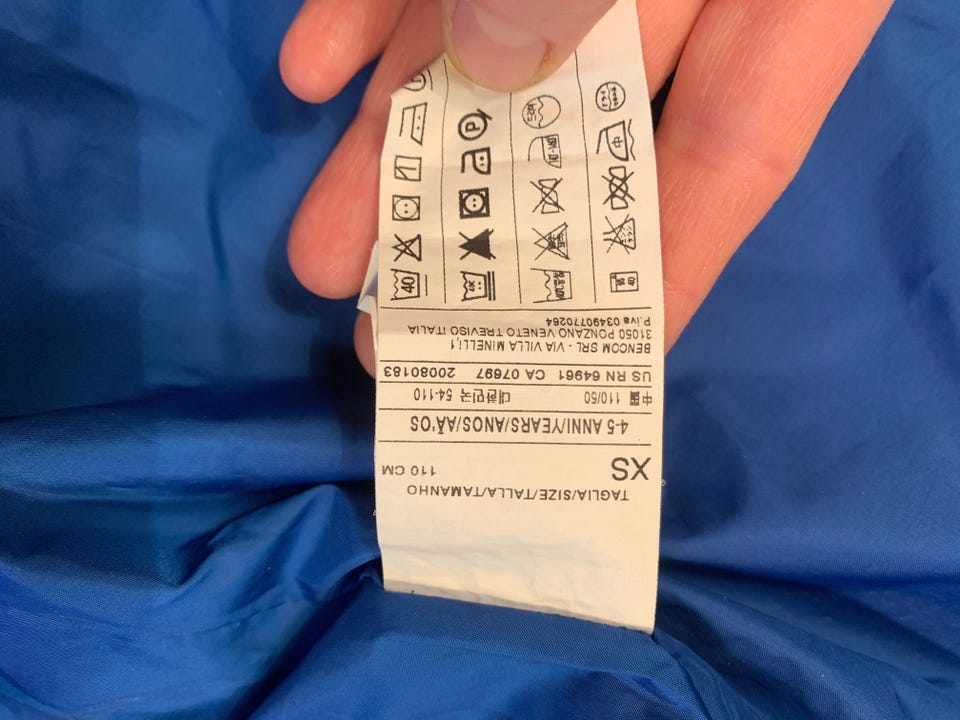 TAGLIA/SIZE/TALLA/TAMANHO
XS 110 CM
4-5 ANNI/YEARS/ANOS/
中国 110/50 대한민국 54-110
US RN 64961 CA 07697 20080183
BENCOM SRL - VIA VILLA MINELLI,1
31050 PONZANO VENETO TREVISO ITALIA
P.iva 03490770264
40
P